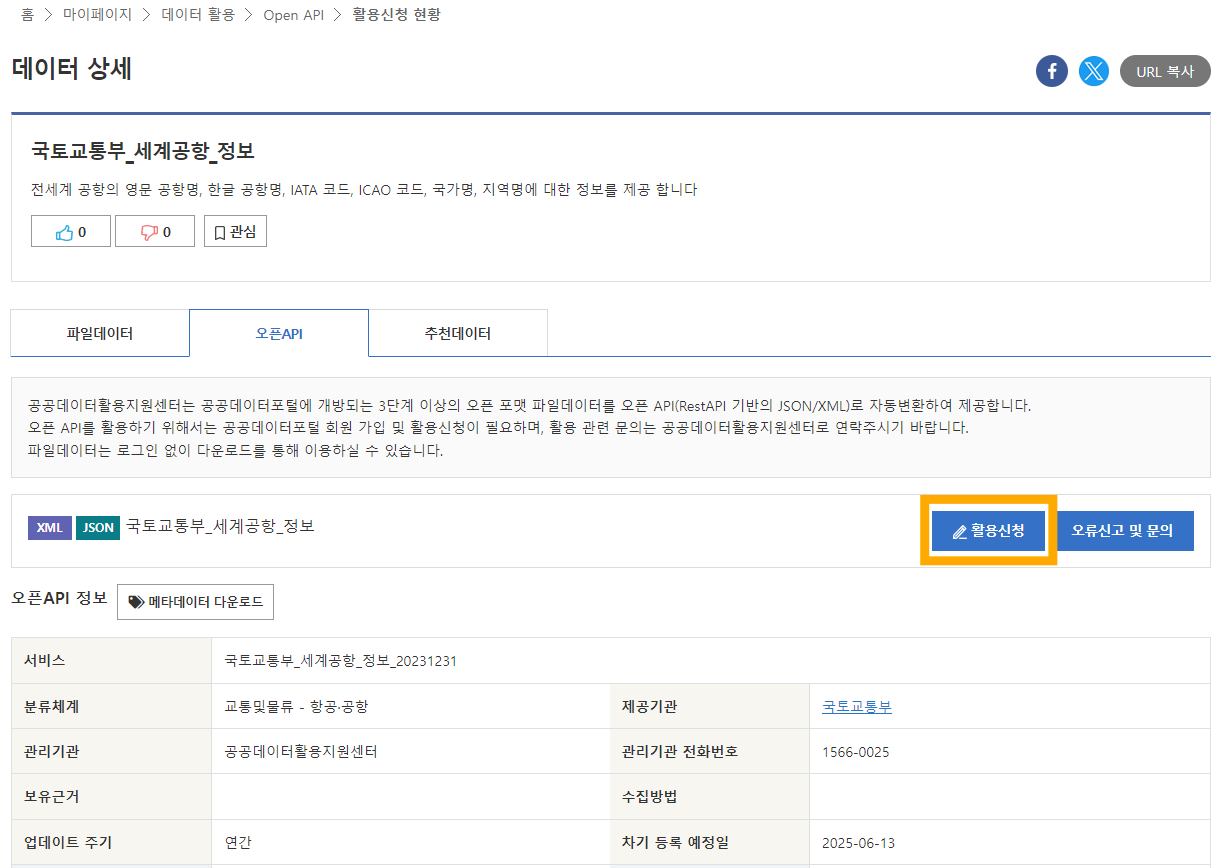 홈 > 마이페이지 > 데이터 활용 > Open API > 활용신청 현황
데이터 상세
URL 복사
국토교통부_세계공항_정보
전세계 공항의 영문 공항명, 한글 공항명, IATA 코드, ICAO 코드, 국가명, 지역명에 대한 정보를 제공 합니다
0 0 관심
파일데이터 오픈API 추천데이터
공공데이터활용지원센터는 공공데이터포털에 개방되는 3단계 이상의 오픈 포맷 파일데이터를 오픈 API(RestAPI 기반의 JSON/XML)로 자동변환하여 제공합니다.
오픈 API를 활용하기 위해서는 공공데이터포털 회원 가입 및 활용신청이 필요하며, 활용 관련 문의는 공공데이터활용지원센터로 연락주시기 바랍니다.
파일데이터는 로그인 없이 다운로드를 통해 이용하실 수 있습니다.
XML JSON 국토교통부_세계공항_정보 활용신청 오류신고 및 문의
오픈API 정보 메타데이터 다운로드
서비스 국토교통부_세계공항_정보_20231231
분류체계 교통및물류 - 항공·공항 제공기관 국토교통부
관리기관 공공데이터활용지원센터 관리기관 전화번호 1566-0025
보유근거 수집방법
업데이트 주기 연간 차기 등록 예정일 2025-06-13